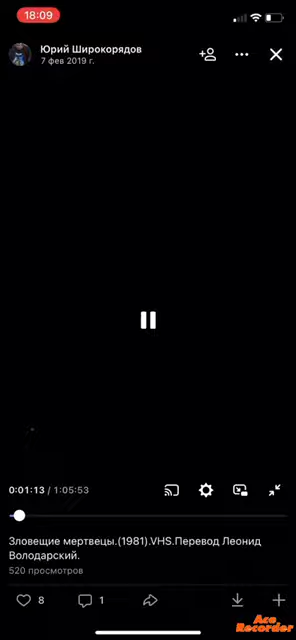 18:09
Юрий Широкорядов
7 фев 2019 г.
0:01:13 / 1:05:53
Зловещие мертвецы.(1981).VHS.Перевод Леонид
Володарский.
520 просмотров
8
1
Ace
Recorder